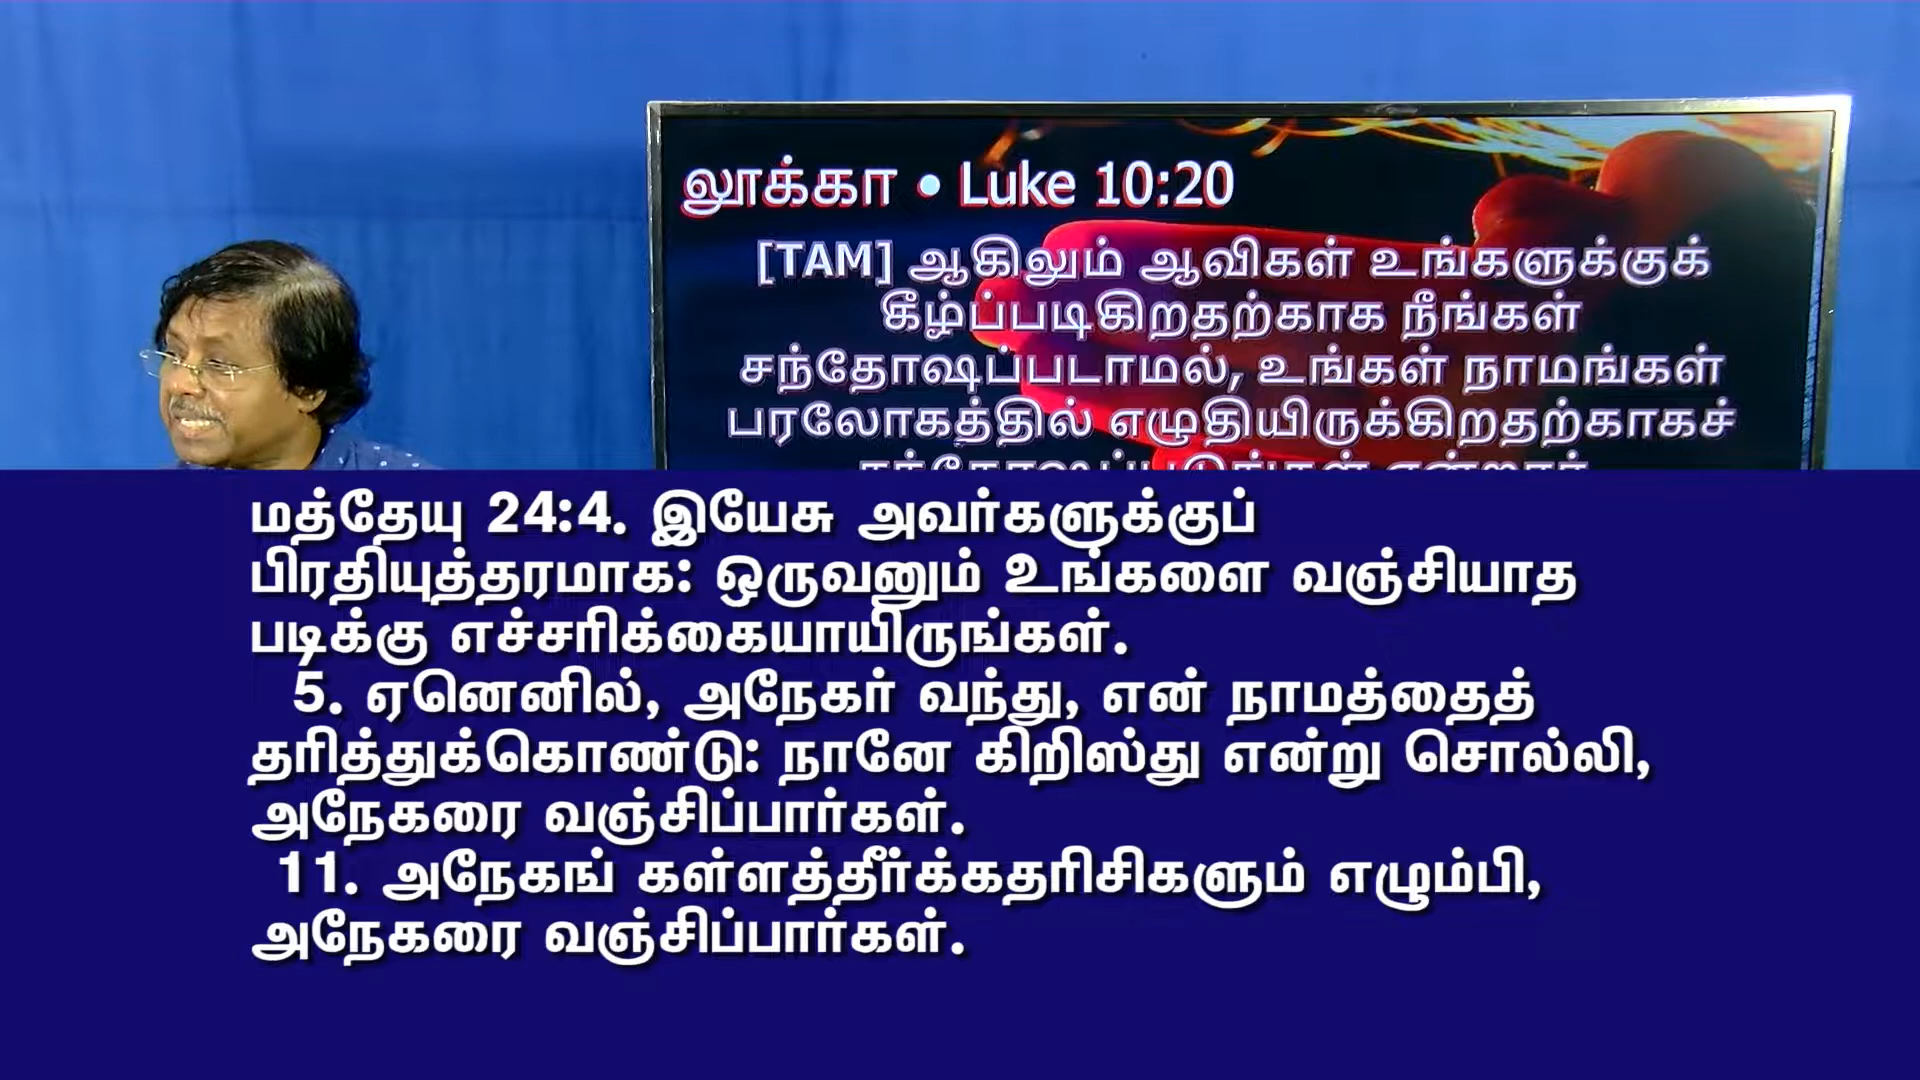 லூக்கா • Luke 10:20
[TAM] ஆகிலும் ஆவிகள் உங்களுக்குக்
கீழ்ப்படிகிறதற்காக நீங்கள்
சந்தோஷப்படாமல், உங்கள் நாமங்கள்
பரலோகத்தில் எழுதியிருக்கிறதற்காகச்
மத்தேயு 24:4. இயேசு அவர்களுக்குப்
பிரதியுத்தரமாக: ஒருவனும் உங்களை வஞ்சியாத
படிக்கு எச்சரிக்கையாயிருங்கள்.
5. ஏனெனில், அநேகர் வந்து, என் நாமத்தைத்
தரித்துக்கொண்டு: நானே கிறிஸ்து என்று சொல்லி,
அநேகரை வஞ்சிப்பார்கள்.
11. அநேகங் கள்ளத்தீர்க்கதரிசிகளும் எழும்பி,
அநேகரை வஞ்சிப்பார்கள்.